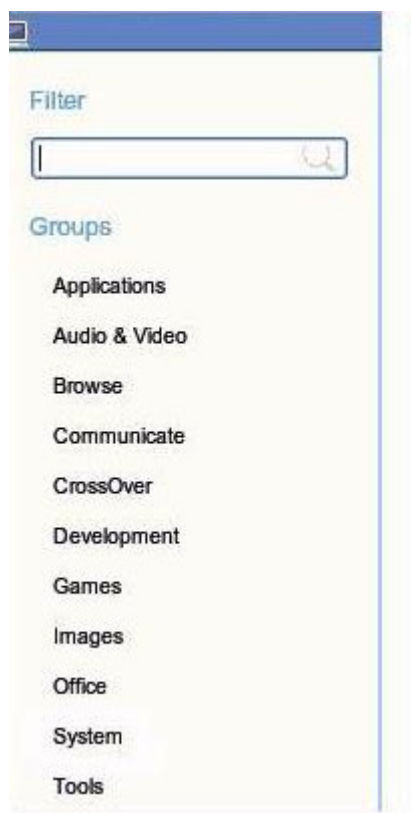 Filter
Groups
Applications
Audio & Video
Browse
Communicate
CrossOver
Development
Games
Images
Office
System
Tools